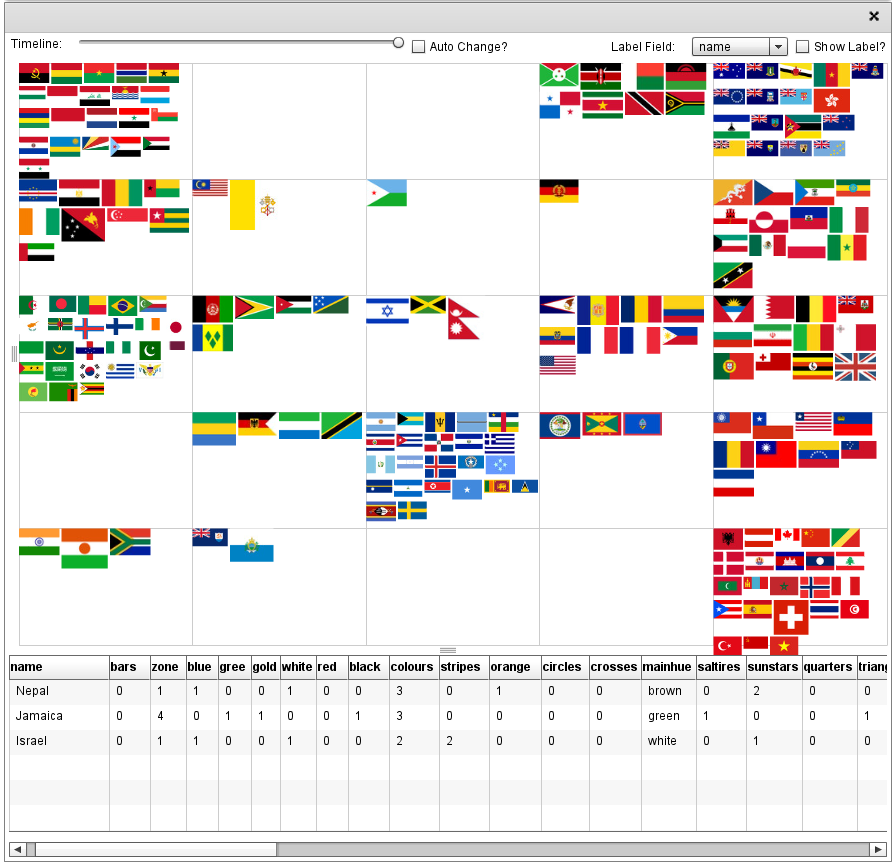 Timeline: Auto Change? Label Field: name Show Label?
name bars zone blue gree gold white red black colours stripes orange circles crosses mainhue saltires sunstars quarters triang
Nepal 0 1 1 0 0 1 0 0 3 0 1 0 0 brown 0 2 0 0
Jamaica 0 4 0 1 1 0 0 1 3 0 0 0 0 green 1 0 0 1
Israel 0 1 1 0 0 1 0 0 2 2 0 0 0 white 0 1 0 0